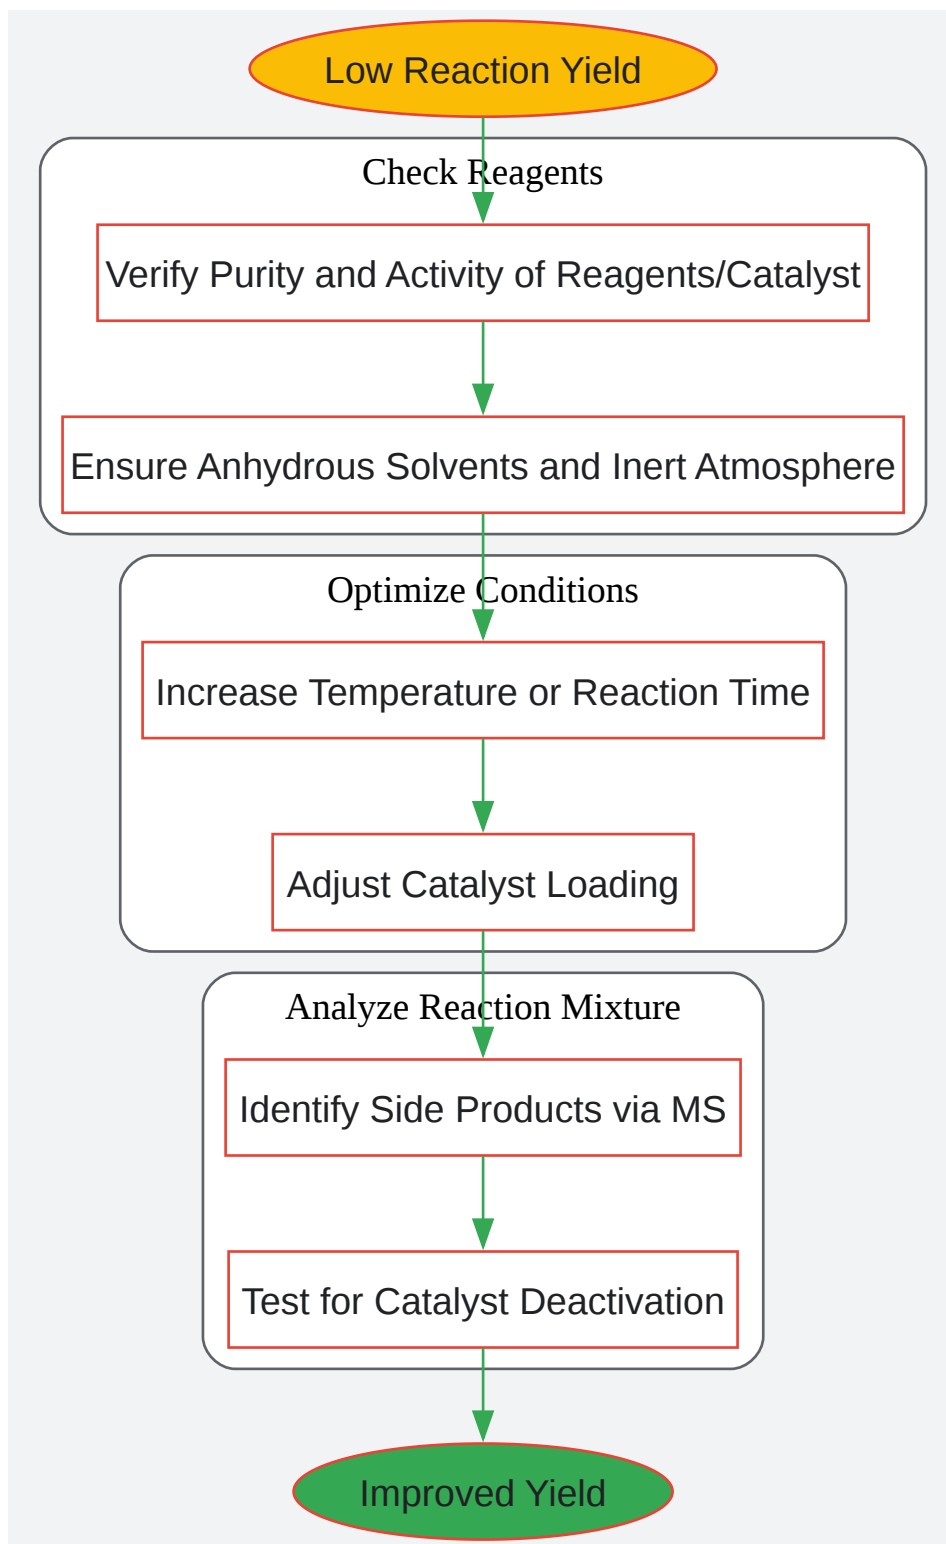 Low Reaction Yield
Check Reagents
Verify Purity and Activity of Reagents/Catalyst
Ensure Anhydrous Solvents and Inert Atmosphere
Optimize Conditions
Increase Temperature or Reaction Time
Adjust Catalyst Loading
Analyze Reaction Mixture
Identify Side Products via MS
Test for Catalyst Deactivation
Improved Yield